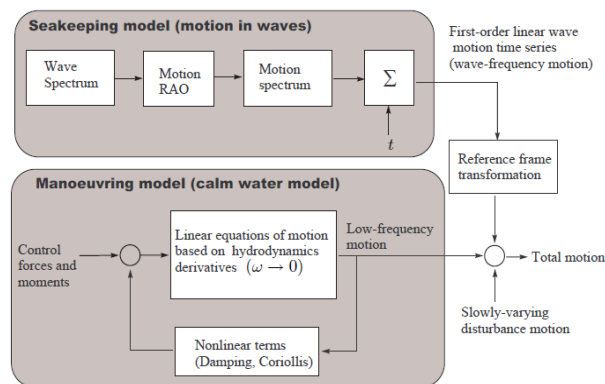 Seakeeping model (motion in waves)
Wave
Spectrum
Motion
RAO
Motion
spectrum
Σ
t
First-order linear wave
motion time series
(wave-frequency motion)
Reference frame
transformation
Manoeuvring model (calm water model)
Control
forces and
moments
Linear equations of motion
based on hydrodynamics
derivatives (ω → 0)
Low-frequency
motion
Nonlinear terms
(Damping, Coriollis)
Total motion
Slowly-varying
disturbance motion